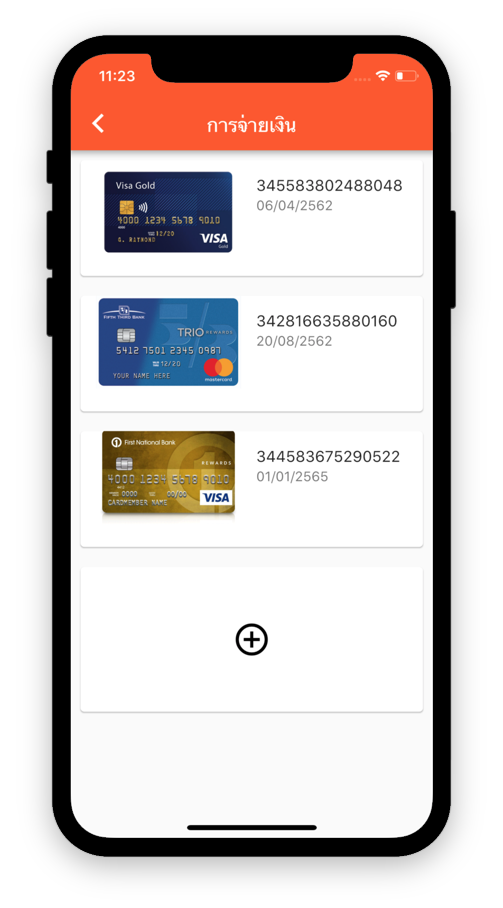 11:23
การจ่ายเงิน
Visa Gold
4000 1234 5678 9010
12/20
VISA
Gold
345583802488048
06/04/2562
FIFTH THIRD BANK
TRIO REWARDS
5412 7501 2345 0987
12/20
YOUR NAME HERE
mastercard
342816635880160
20/08/2562
First National Bank
REWARDS
4000 1234 5678 9010
0000 00/00
CARDMEMBER NAME
VISA
344583675290522
01/01/2565